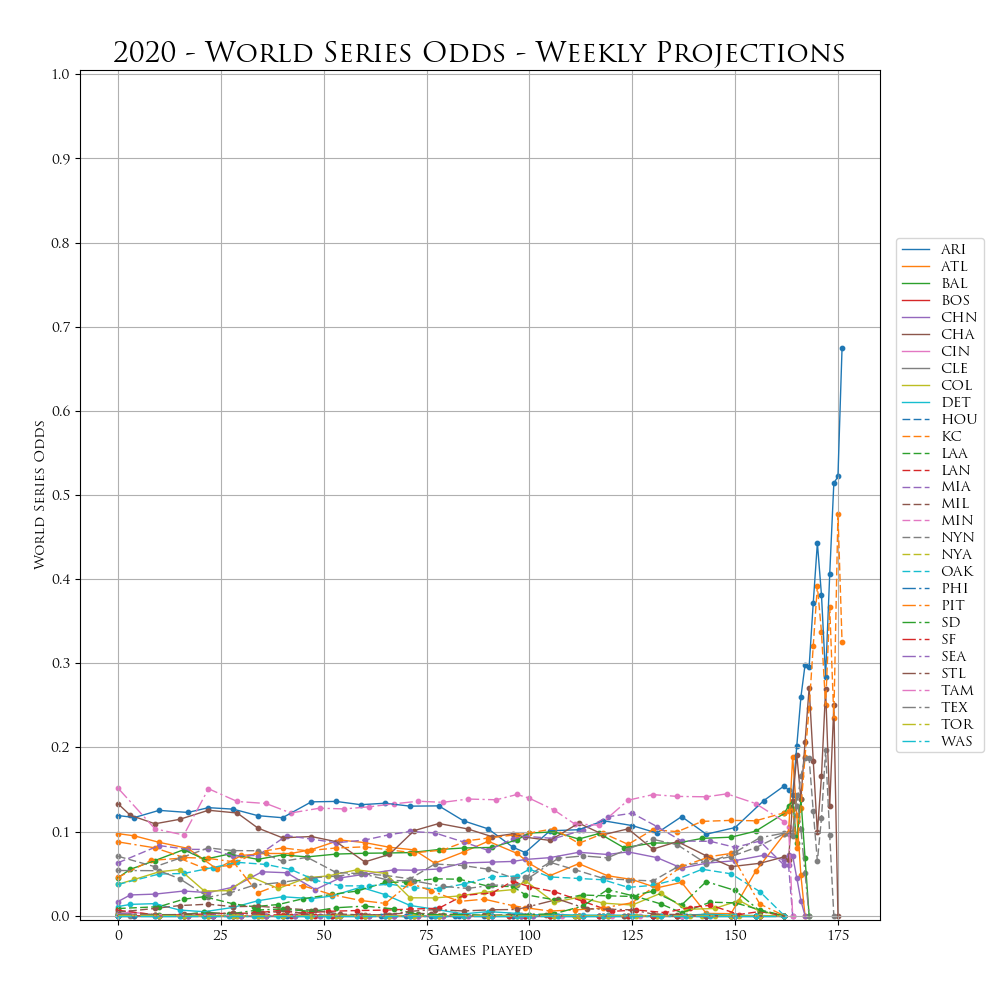 2020 - World Series Odds - Weekly Projections
1.0
0.9
0.8
0.7
0.6
0.5
0.4
0.3
0.2
0.1
0.0
World Series Odds
0 25 50 75 100 125 150 175
Games Played
ARI
ATL
BAL
BOS
CHN
CHA
CIN
CLE
COL
DET
HOU
KC
LAA
LAN
MIA
MIL
MIN
NYN
NYA
OAK
PHI
PIT
SD
SF
SEA
STL
TAM
TEX
TOR
WAS